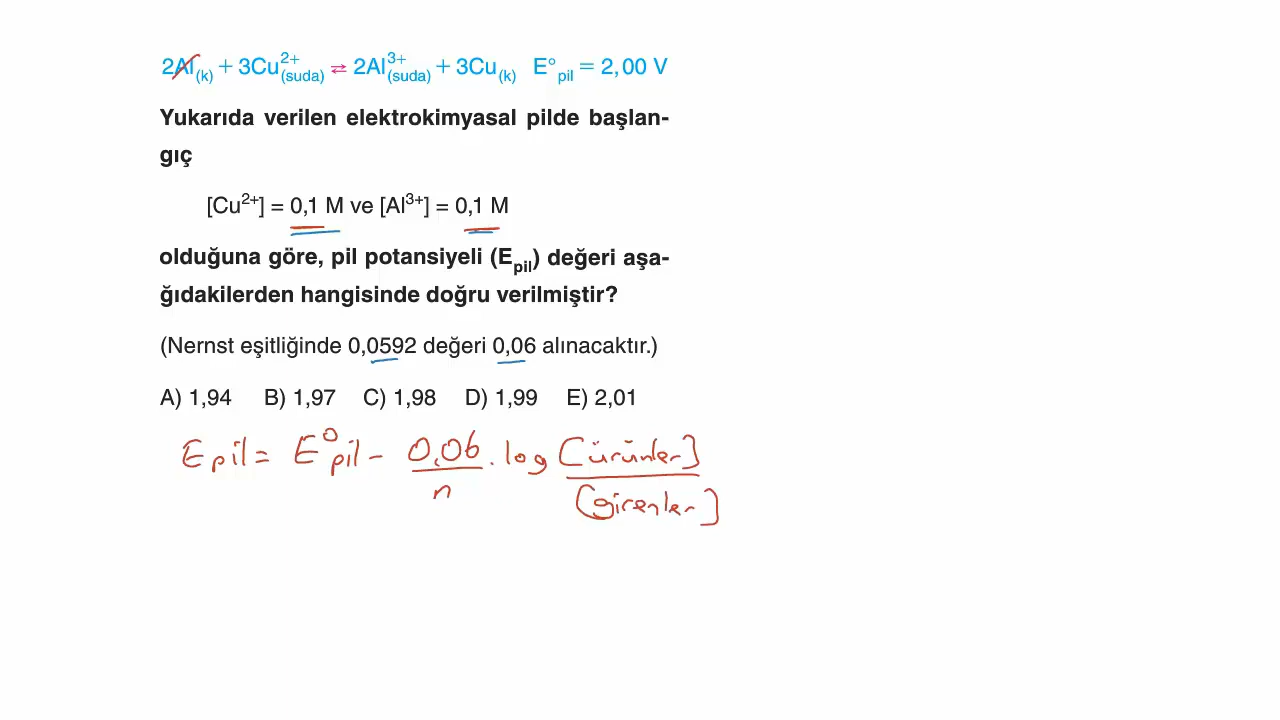 2Al(k) + 3Cu2+(suda) ⇄ 2Al3+(suda) + 3Cu(k) E°pil = 2,00 V
Yukarıda verilen elektrokimyasal pilde başlan-
gıç
[Cu2+] = 0,1 M ve [Al3+] = 0,1 M
olduğuna göre, pil potansiyeli (Epil) değeri aşa-
ğıdakilerden hangisinde doğru verilmiştir?
(Nernst eşitliğinde 0,0592 değeri 0,06 alınacaktır.)
A) 1,94 B) 1,97 C) 1,98 D) 1,99 E) 2,01
Epil = E0pil - 0,06/n . log [ürünler]/[girenler]